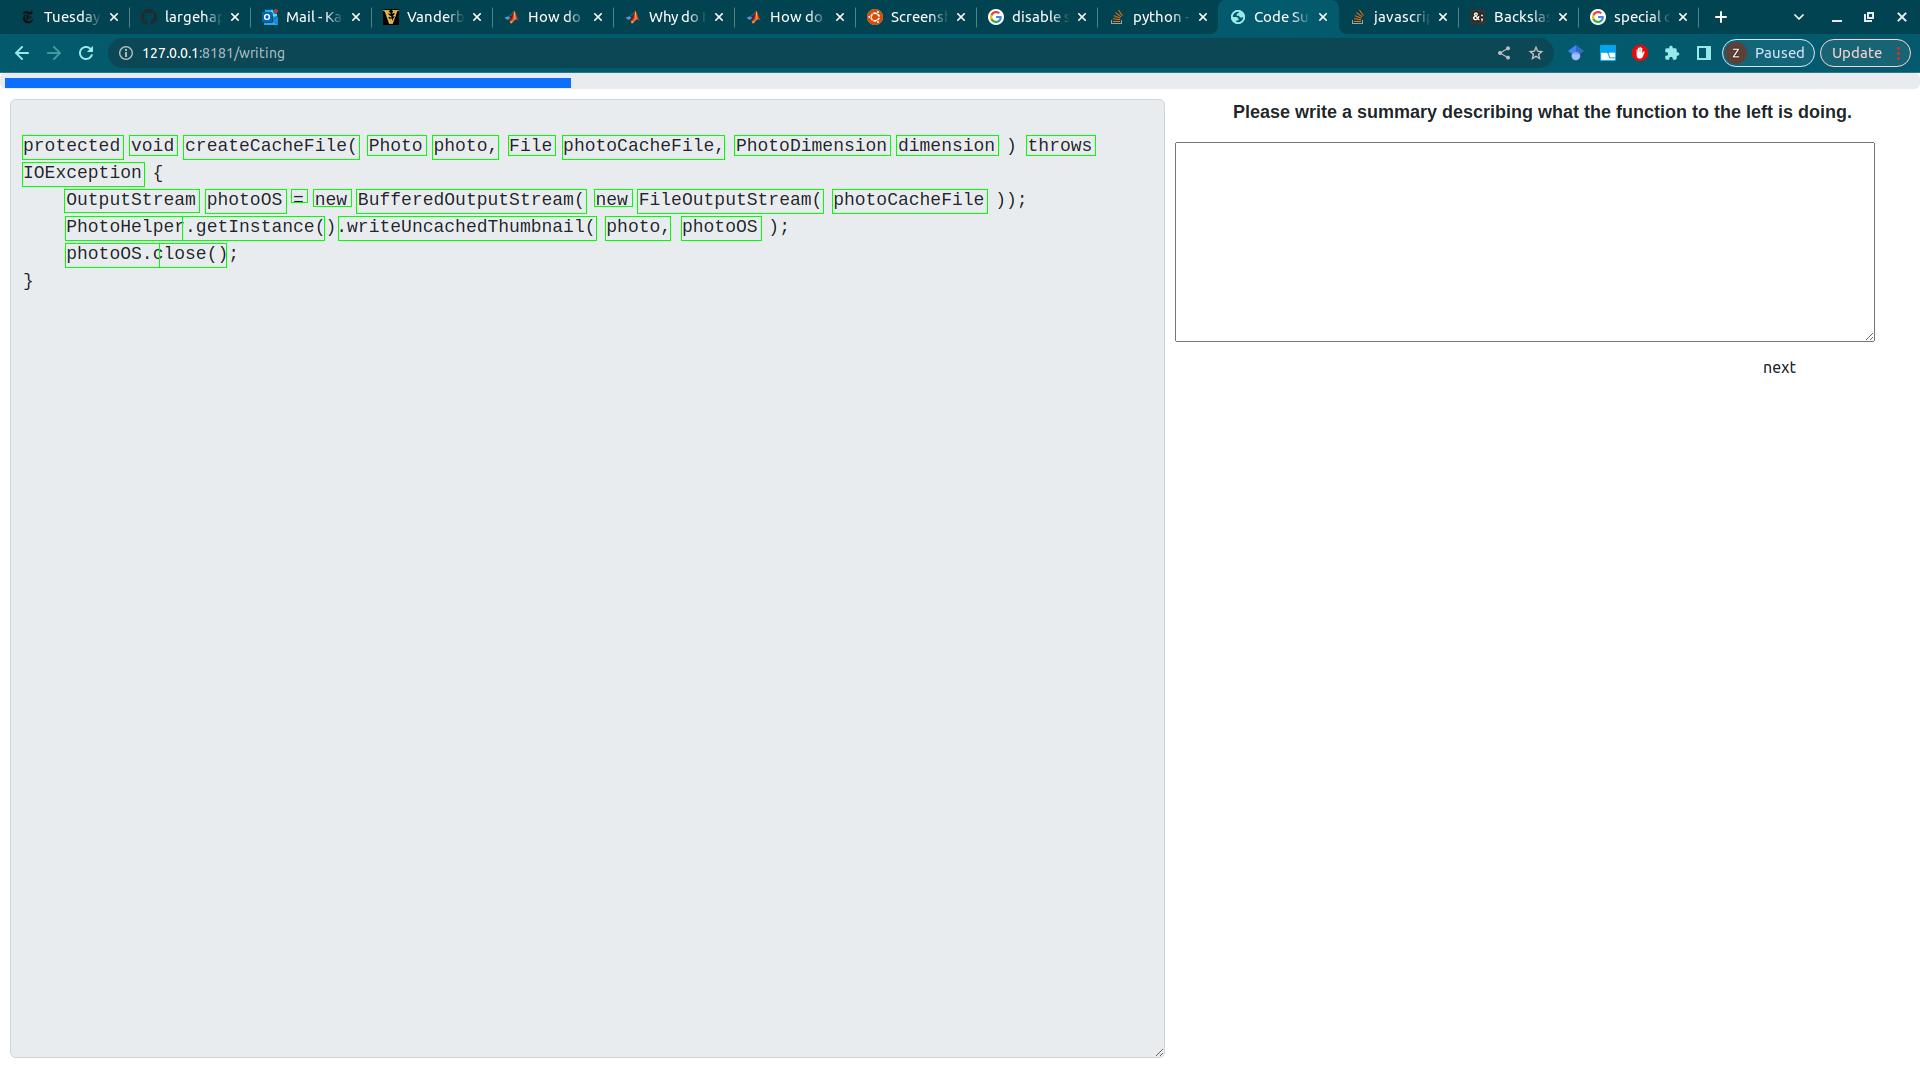 Tuesday
largehap
Mail - Ka
Vanderb
How do
Why do
How do
Screens
disable s
python -
Code Su
javascrip
Backslas
special c
127.0.0.1:8181/writing
Z Paused
Update
protected void createCacheFile( Photo photo, File photoCacheFile, PhotoDimension dimension ) throws
IOException {
OutputStream photoOS = new BufferedOutputStream( new FileOutputStream( photoCacheFile ));
PhotoHelper.getInstance().writeUncachedThumbnail( photo, photoOS );
photoOS.close();
}
Please write a summary describing what the function to the left is doing.
next